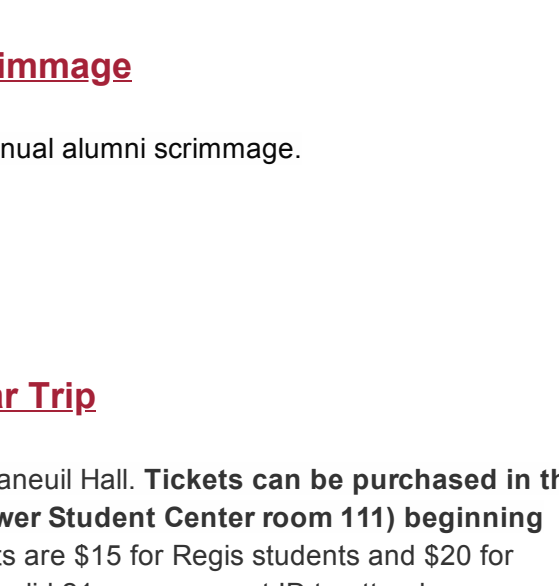 immage
nual alumni scrimmage.
ar Trip
aneuil Hall. Tickets can be purchased in th
wer Student Center room 111) beginning
ts are $15 for Regis students and $20 for